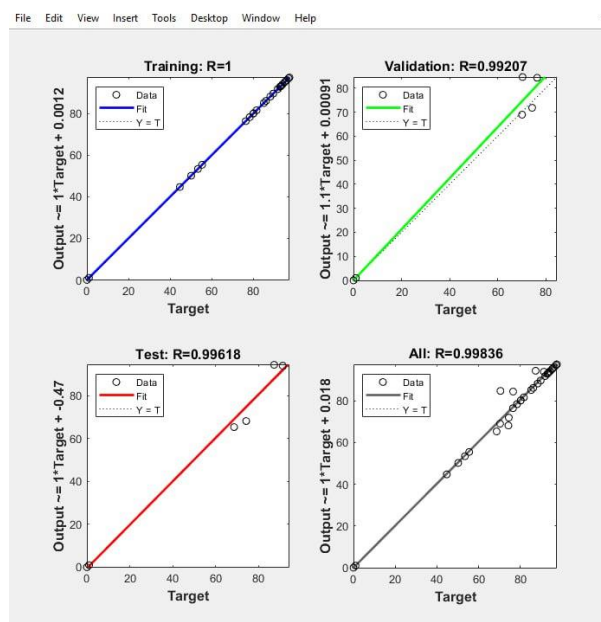 File Edit View Insert Tools Desktop Window Help
Training: R=1
Output ~= 1*Target + 0.0012
80
60
40
20
0
Data
Fit
Y = T
0 20 40 60 80
Target
Validation: R=0.99207
Output ~= 1.1*Target + 0.00091
80
70
60
50
40
30
20
10
0
Data
Fit
Y = T
0 20 40 60 80
Target
Test: R=0.99618
Output ~= 1*Target + -0.47
80
60
40
20
0
Data
Fit
Y = T
0 20 40 60 80
Target
All: R=0.99836
Output ~= 1*Target + 0.018
80
60
40
20
0
Data
Fit
Y = T
0 20 40 60 80
Target